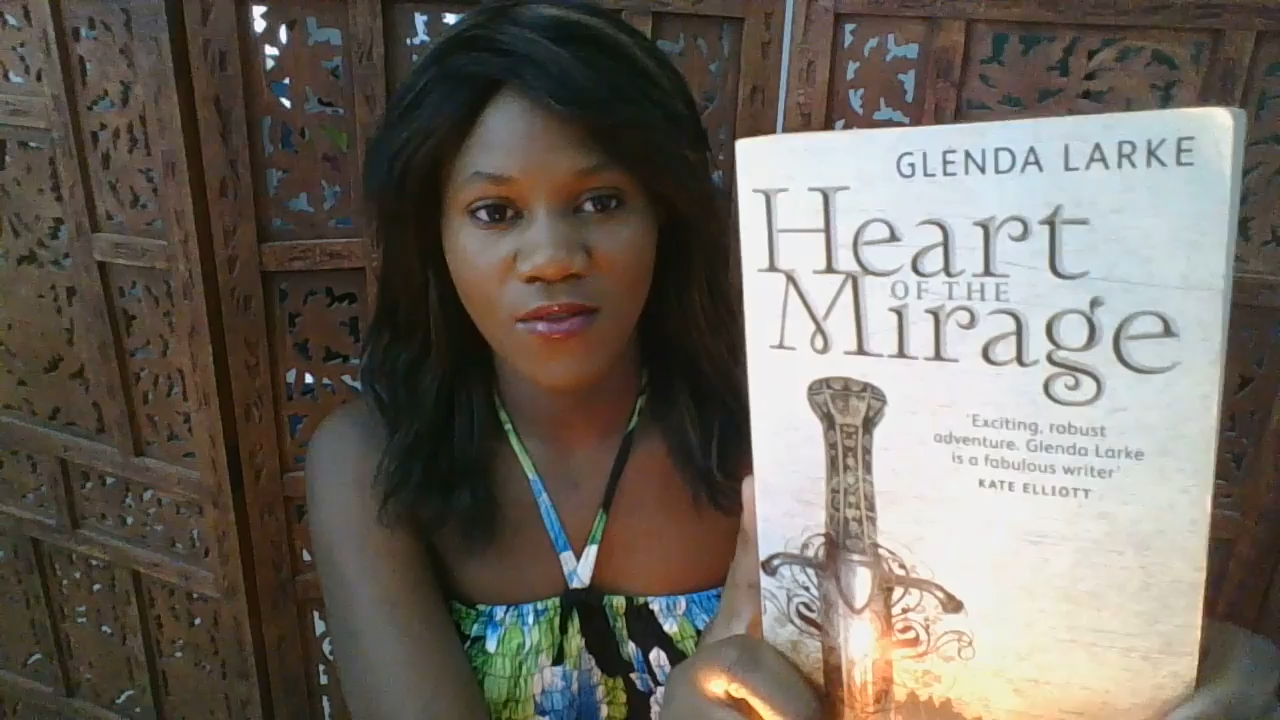 GLENDA LARKE
Heart
OF THE
Mirage
'Exciting, robust
adventure. Glenda Larke
is a fabulous writer'
KATE ELLIOTT